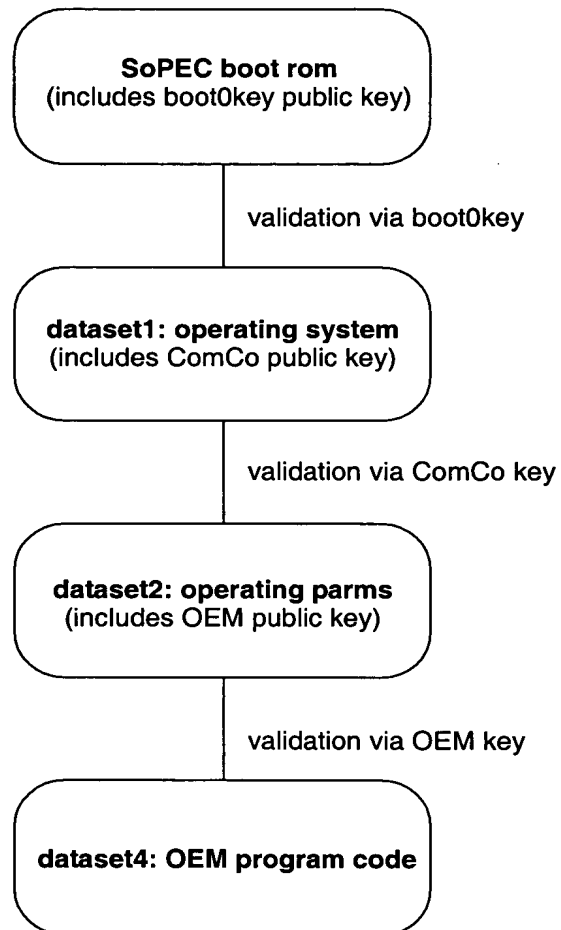 SoPEC boot rom
(includes boot0key public key)
validation via boot0key
dataset1: operating system
(includes ComCo public key)
validation via ComCo key
dataset2: operating parms
(includes OEM public key)
validation via OEM key
dataset4: OEM program code